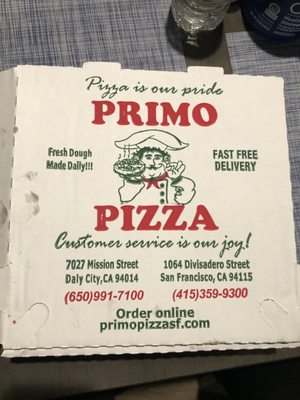 Pizza is our pride
PRIMO
Fresh Dough
Made Daily!!!
FAST FREE
DELIVERY
PIZZA
Customer service is our joy!
7027 Mission Street
Daly City, CA 94014
(650)991-7100
1064 Divisadero Street
San Francisco, CA 94115
(415)359-9300
Order online
primopizzasf.com